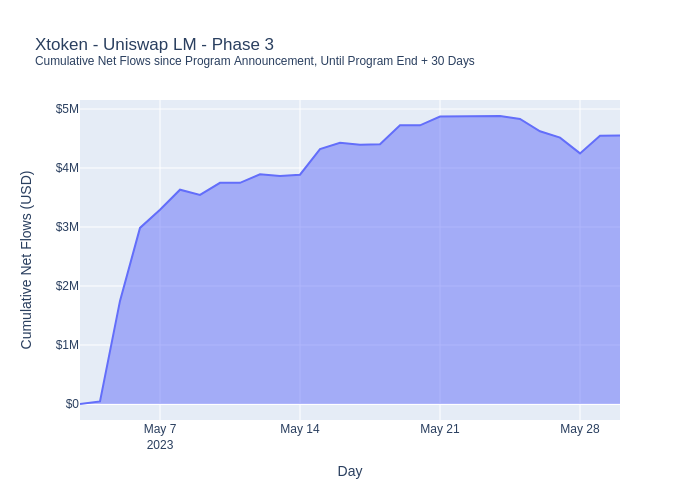 Xtoken - Uniswap LM - Phase 3
Cumulative Net Flows since Program Announcement, Until Program End + 30 Days
Cumulative Net Flows (USD)
$5M
$4M
$3M
$2M
$1M
$0
May 7
2023
May 14
May 21
May 28
Day